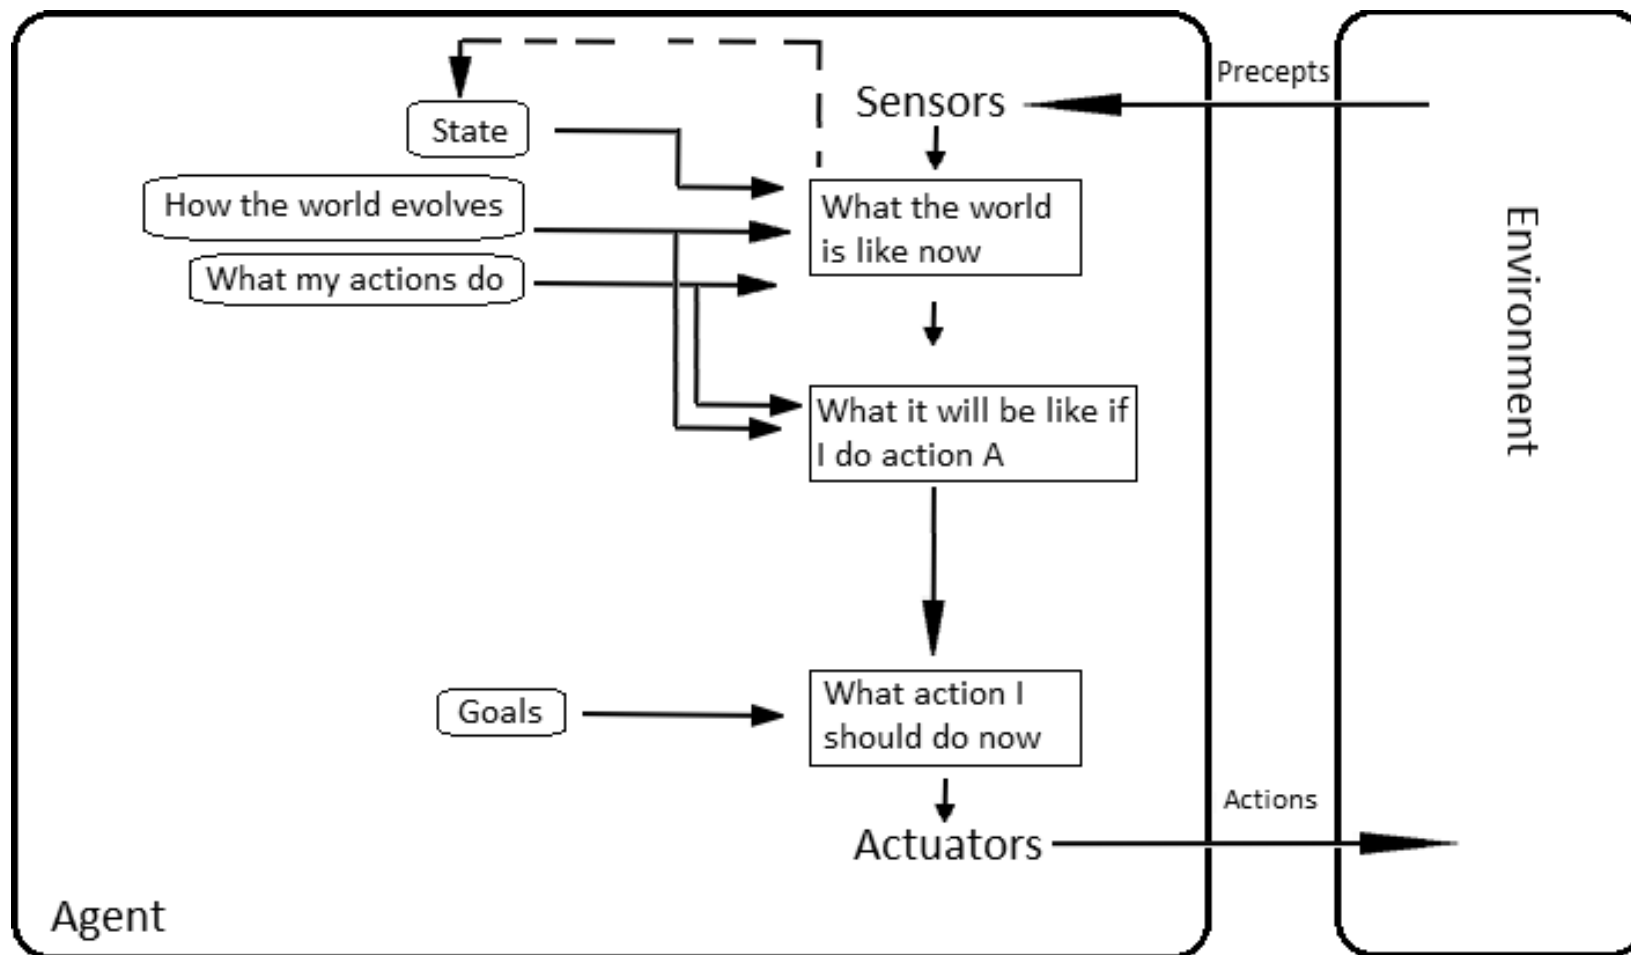 Precepts
Sensors
State
How the world evolves
What my actions do
What the world
is like now
What it will be like if
I do action A
Goals
What action I
should do now
Actuators
Actions
Agent
Environment